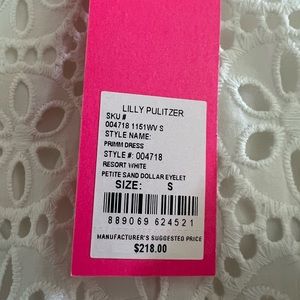 LILLY PULITZER
SKU #
004718 1151WV S
STYLE NAME:
PRIMM DRESS
STYLE #: 004718
RESORT WHITE
PETITE SAND DOLLAR EYELET
SIZE: S
889069 624521
MANUFACTURER'S SUGGESTED PRICE
$218.00